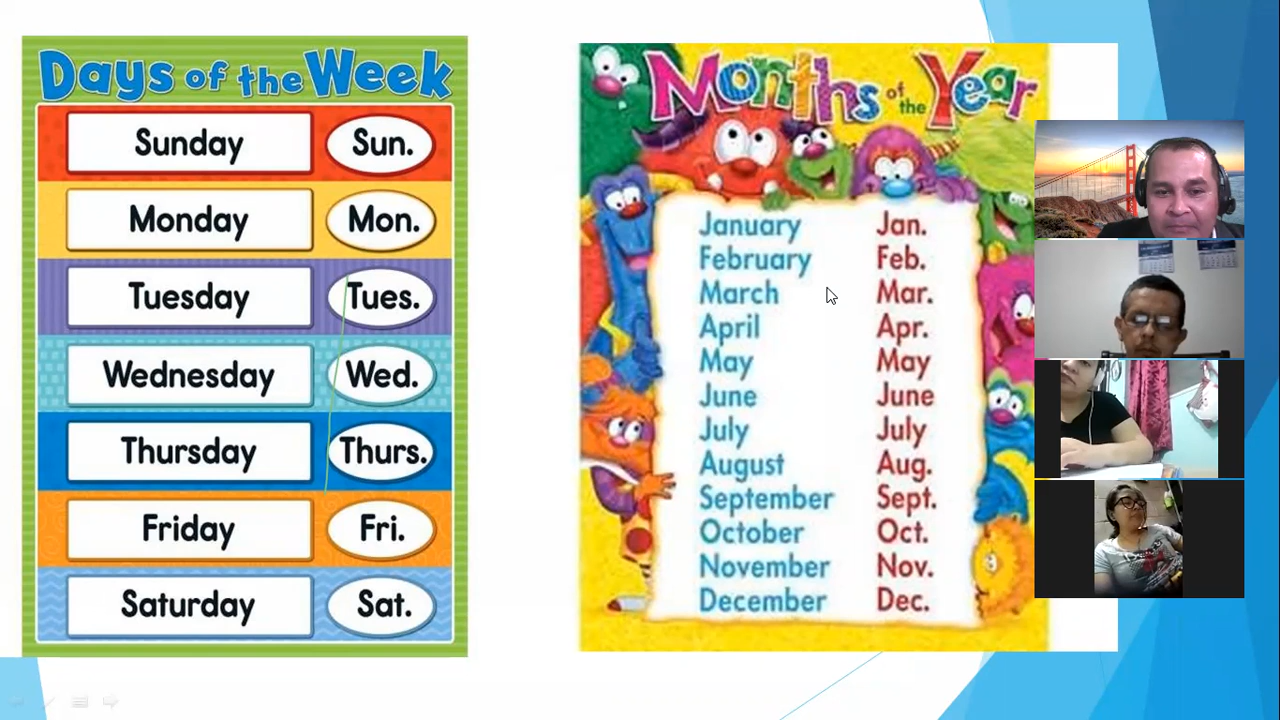 Days of the Week
Sunday Sun.
Monday Mon.
Tuesday Tues.
Wednesday Wed.
Thursday Thurs.
Friday Fri.
Saturday Sat.
Months of the Year
January Jan.
February Feb.
March Mar.
April Apr.
May May
June June
July July
August Aug.
September Sept.
October Oct.
November Nov.
December Dec.